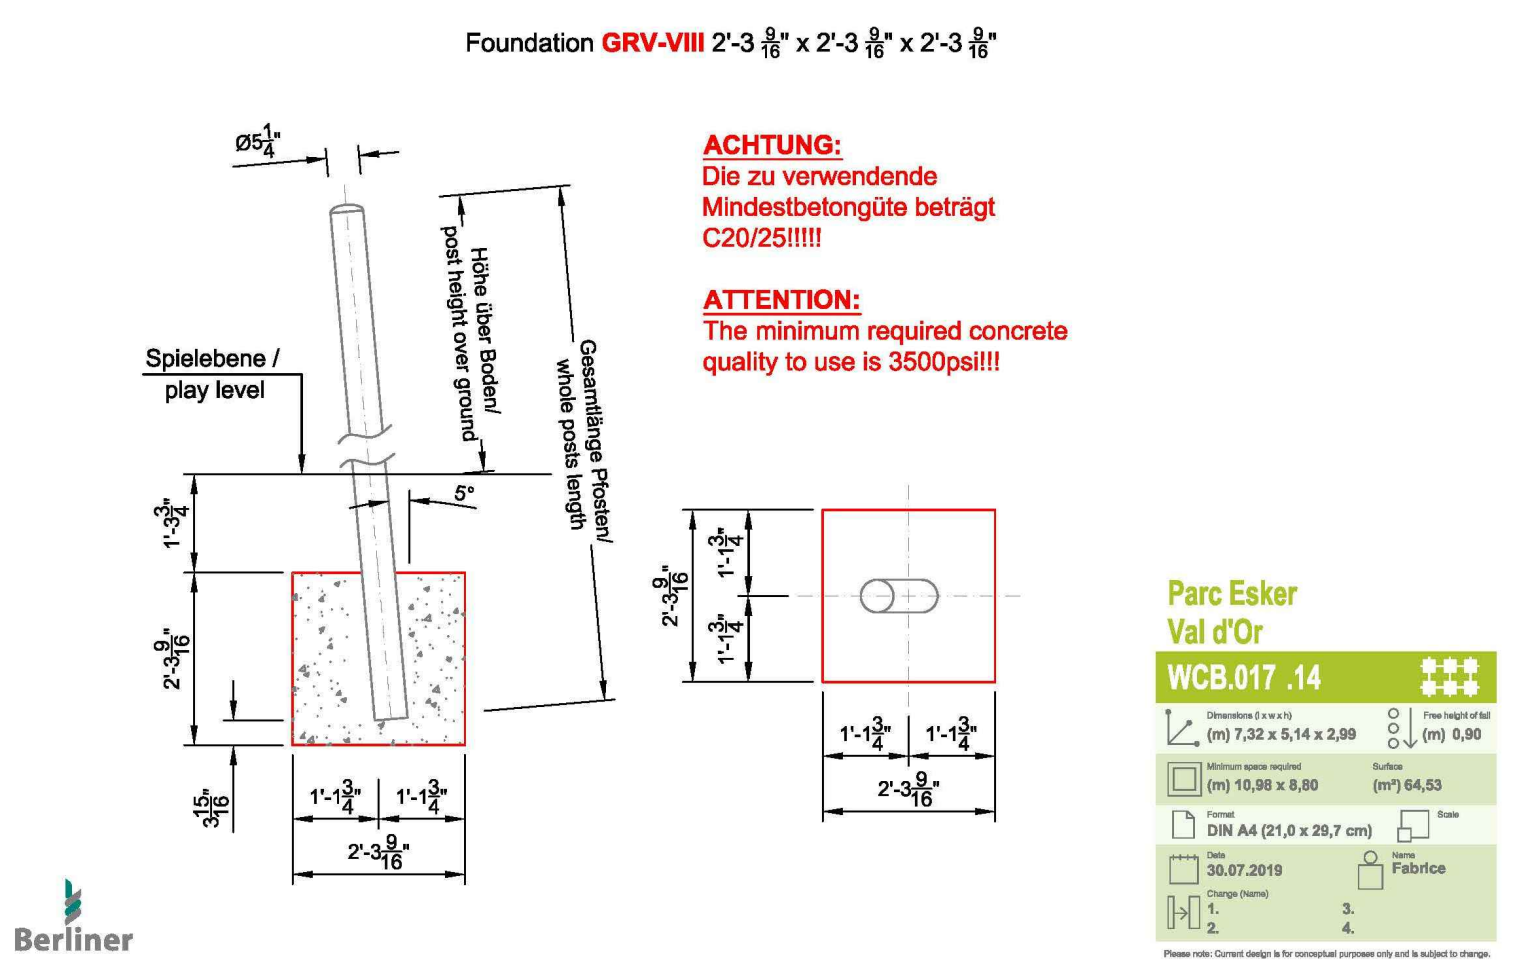 Foundation GRV-VIII 2'-3 9/16" x 2'-3 9/16" x 2'-3 9/16"
Ø5 1/4"
ACHTUNG:
Die zu verwendende
Mindestbetongüte beträgt
C20/25!!!!!
ATTENTION:
The minimum required concrete
quality to use is 3500psi!!!
Höhe über Boden/
post height over ground
Gesamtlänge Pfosten/
whole posts length
Spielebene /
play level
5°
1'-3 3/4"
2'-3 9/16"
3 15/16"
1'-1 3/4" 1'-1 3/4"
2'-3 9/16"
2'-3 9/16"
1'-1 3/4"
1'-1 3/4"
1'-1 3/4" 1'-1 3/4"
2'-3 9/16"
Parc Esker
Val d'Or
WCB.017 .14
Dimensions (l x w x h)
(m) 7,32 x 5,14 x 2,99
Free height of fall
(m) 0,90
Minimum space required
(m) 10,98 x 8,80
Surface
(m²) 64,53
Format
DIN A4 (21,0 x 29,7 cm)
Scale
Date
30.07.2019
Name
Fabrice
Change (Name)
1. 3.
2. 4.
Please note: Current design is for conceptual purposes only and is subject to change.
Berliner